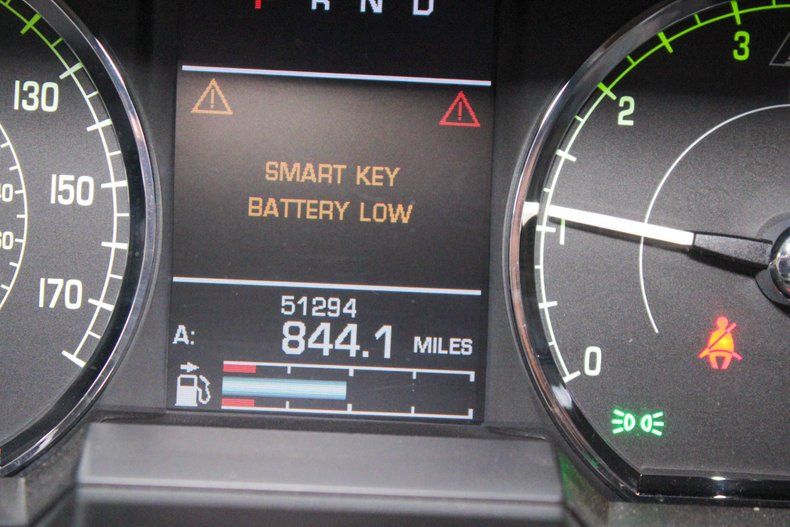 P R N D
SMART KEY
BATTERY LOW
51294
A: 844.1 MILES
130
150
170
3
2
1
0